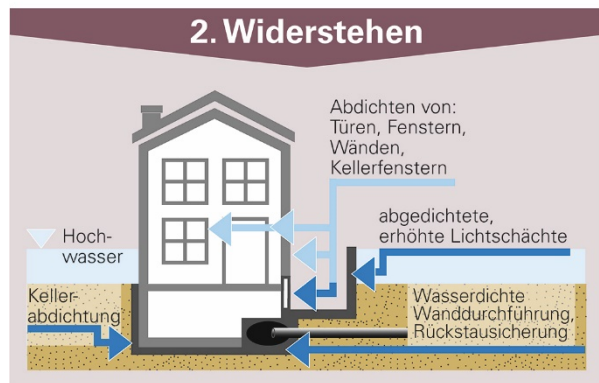 2. Widerstehen
Abdichten von:
Türen, Fenstern,
Wänden,
Kellerfenstern
abgedichtete,
erhöhte Lichtschächte
Hoch-
wasser
Keller-
abdichtung
Wasserdichte
Wanddurchführung,
Rückstausicherung